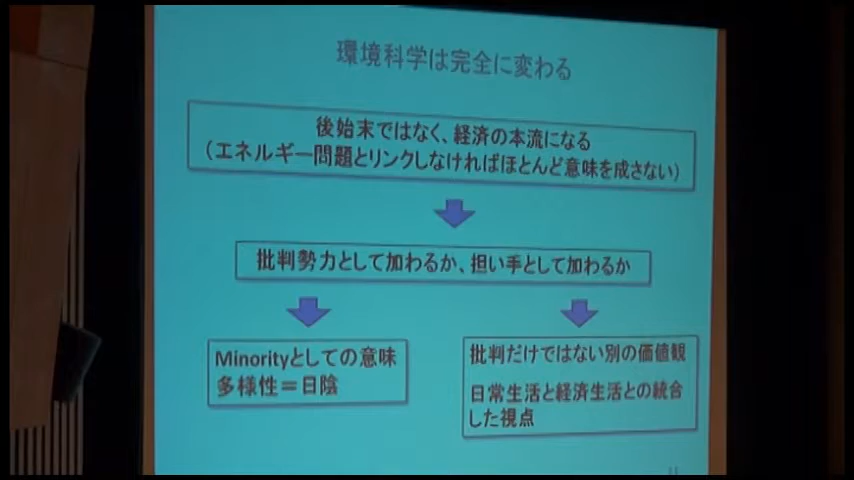 環境科学は完全に変わる
後始末ではなく、経済の本流になる
（エネルギー問題とリンクしなければほとんど意味を成さない）
批判勢力として加わるか、担い手として加わるか
Minorityとしての意味
多様性＝日陰
批判だけではない別の価値観
日常生活と経済生活との統合
した視点